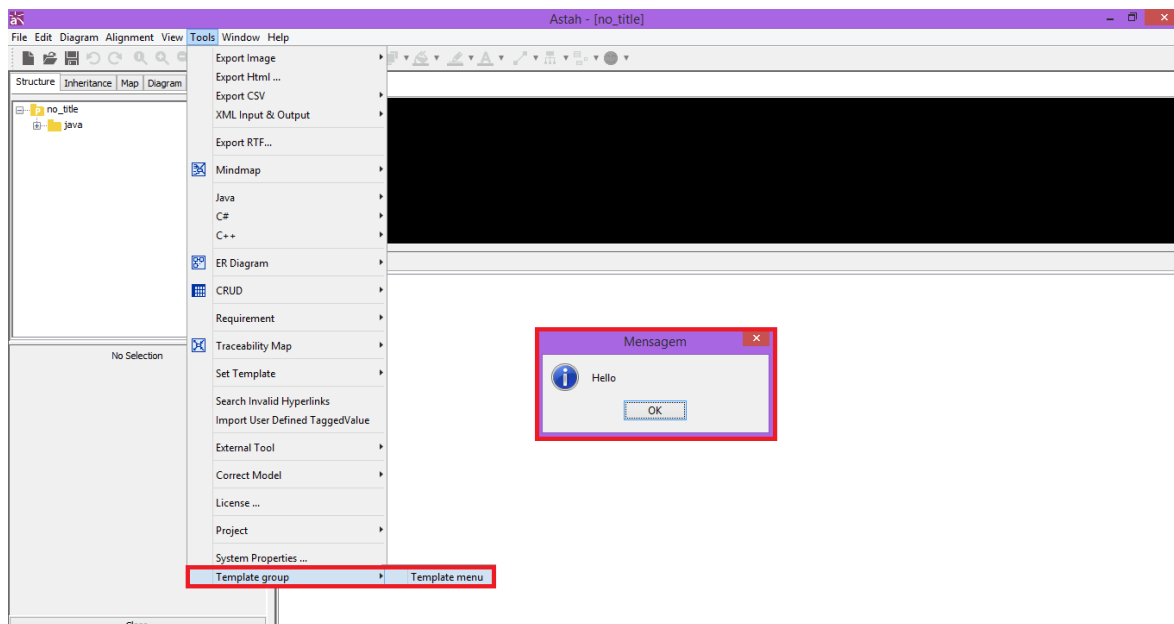 Astah - [no_title]
File Edit Diagram Alignment View Tools Window Help
Structure Inheritance Map Diagram
no_title
java
No Selection
Export Image
Export Html ...
Export CSV
XML Input & Output
Export RTF...
Mindmap
Java
C#
C++
ER Diagram
CRUD
Requirement
Traceability Map
Set Template
Search Invalid Hyperlinks
Import User Defined TaggedValue
External Tool
Correct Model
License ...
Project
System Properties ...
Template group
Template menu
Mensagem
Hello
OK